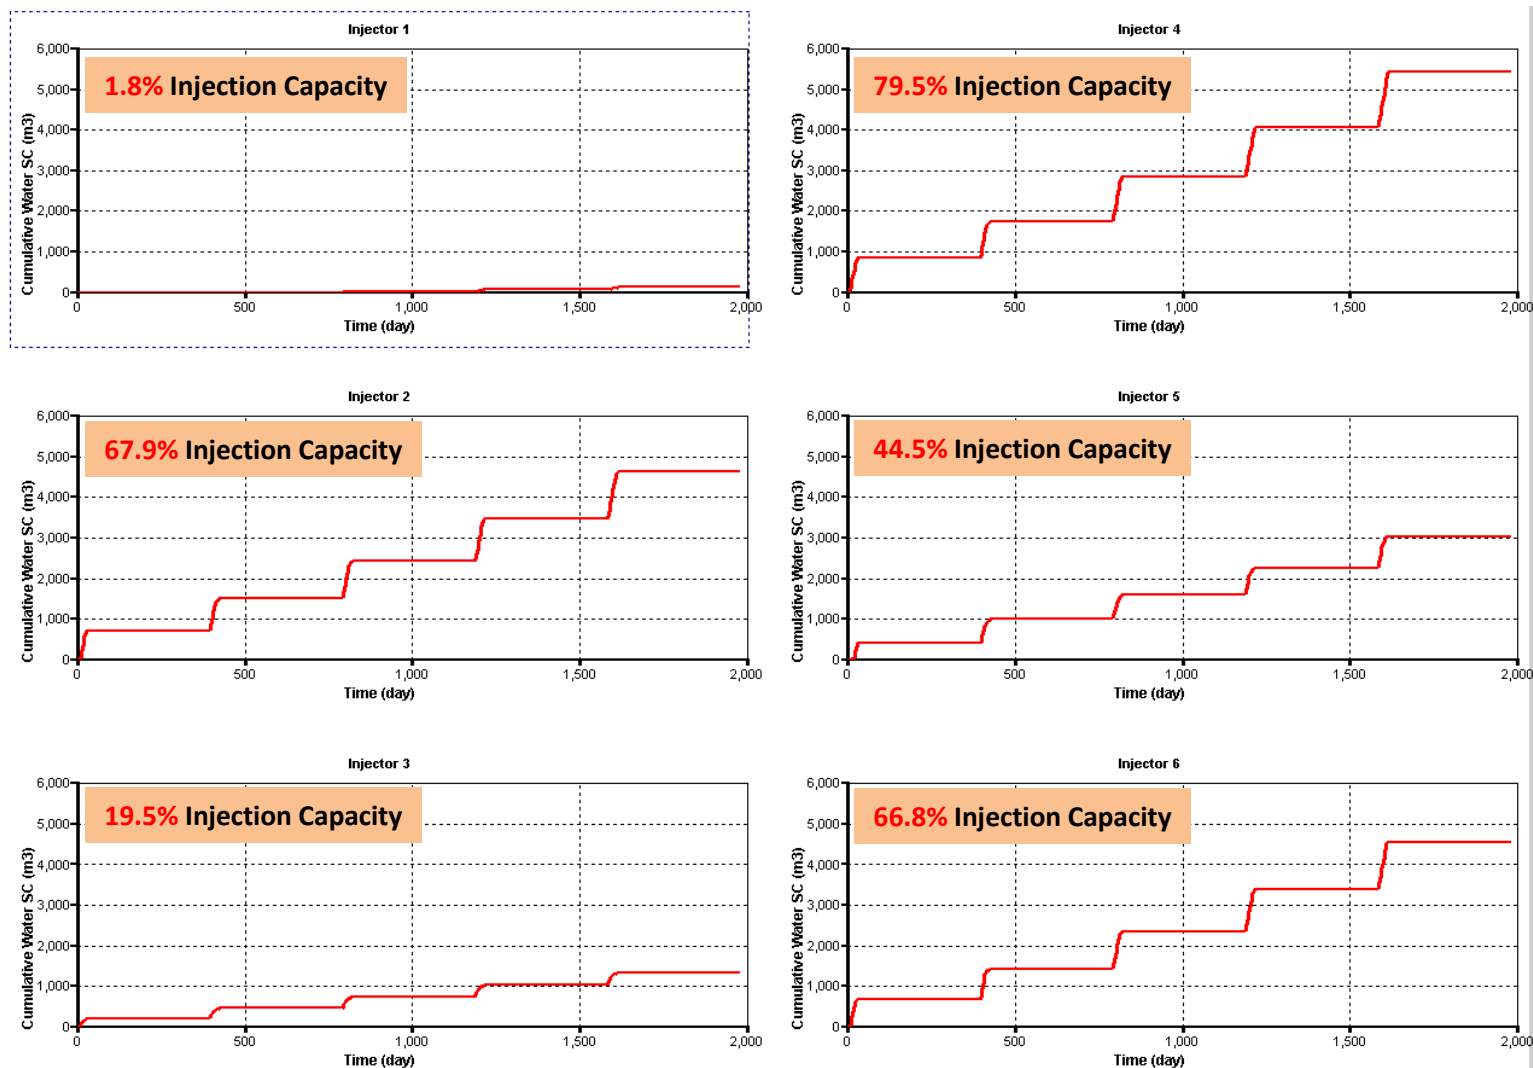 Injector 1
1.8% Injection Capacity
Cumulative Water SC (m3)
6,000
5,000
4,000
3,000
2,000
1,000
0
0 500 1,000 1,500 2,000
Time (day)
Injector 4
79.5% Injection Capacity
Cumulative Water SC (m3)
6,000
5,000
4,000
3,000
2,000
1,000
0
0 500 1,000 1,500 2,000
Time (day)
Injector 2
67.9% Injection Capacity
Cumulative Water SC (m3)
6,000
5,000
4,000
3,000
2,000
1,000
0
0 500 1,000 1,500 2,000
Time (day)
Injector 5
44.5% Injection Capacity
Cumulative Water SC (m3)
6,000
5,000
4,000
3,000
2,000
1,000
0
0 500 1,000 1,500 2,000
Time (day)
Injector 3
19.5% Injection Capacity
Cumulative Water SC (m3)
6,000
5,000
4,000
3,000
2,000
1,000
0
0 500 1,000 1,500 2,000
Time (day)
Injector 6
66.8% Injection Capacity
Cumulative Water SC (m3)
6,000
5,000
4,000
3,000
2,000
1,000
0
0 500 1,000 1,500 2,000
Time (day)